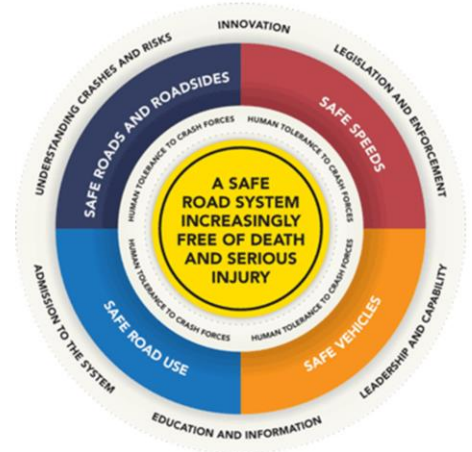 INNOVATION
UNDERSTANDING CRASHES AND RISKS
LEGISLATION AND ENFORCEMENT
SAFE ROADS AND ROADSIDES
SAFE SPEEDS
HUMAN TOLERANCE TO CRASH FORCES
HUMAN TOLERANCE TO CRASH FORCES
A SAFE
ROAD SYSTEM
INCREASINGLY
FREE OF DEATH
AND SERIOUS
INJURY
HUMAN TOLERANCE TO CRASH FORCES
HUMAN TOLERANCE TO CRASH FORCES
SAFE ROAD USE
SAFE VEHICLES
ADMISSION TO THE SYSTEM
LEADERSHIP AND CAPABILITY
EDUCATION AND INFORMATION